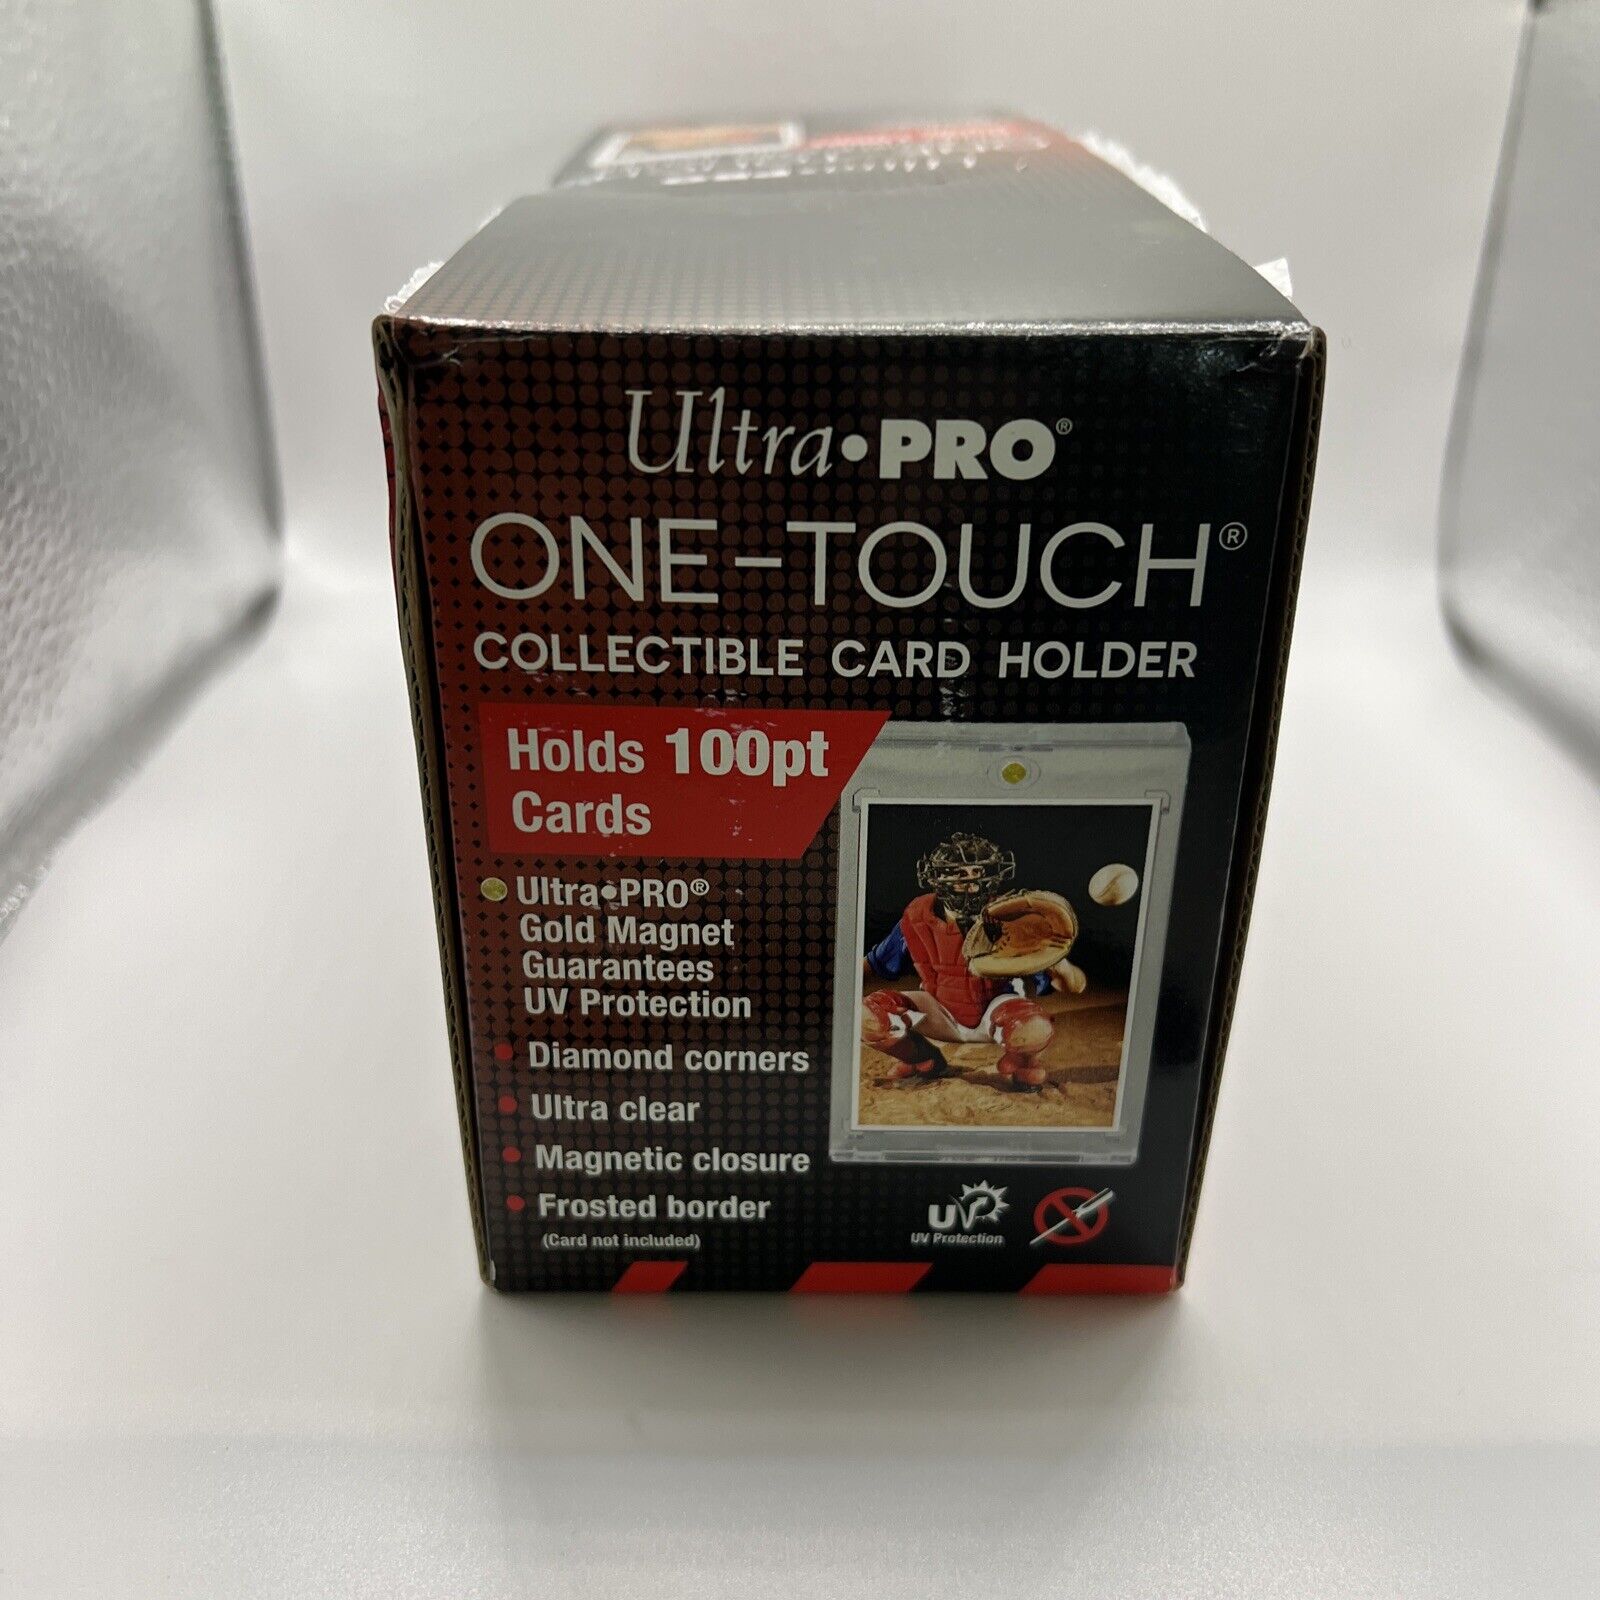 Ultra•PRO®
ONE-TOUCH®
COLLECTIBLE CARD HOLDER
Holds 100pt
Cards
Ultra•PRO®
Gold Magnet
Guarantees
UV Protection
Diamond corners
Ultra clear
Magnetic closure
Frosted border
(Card not included)
UV
UV Protection